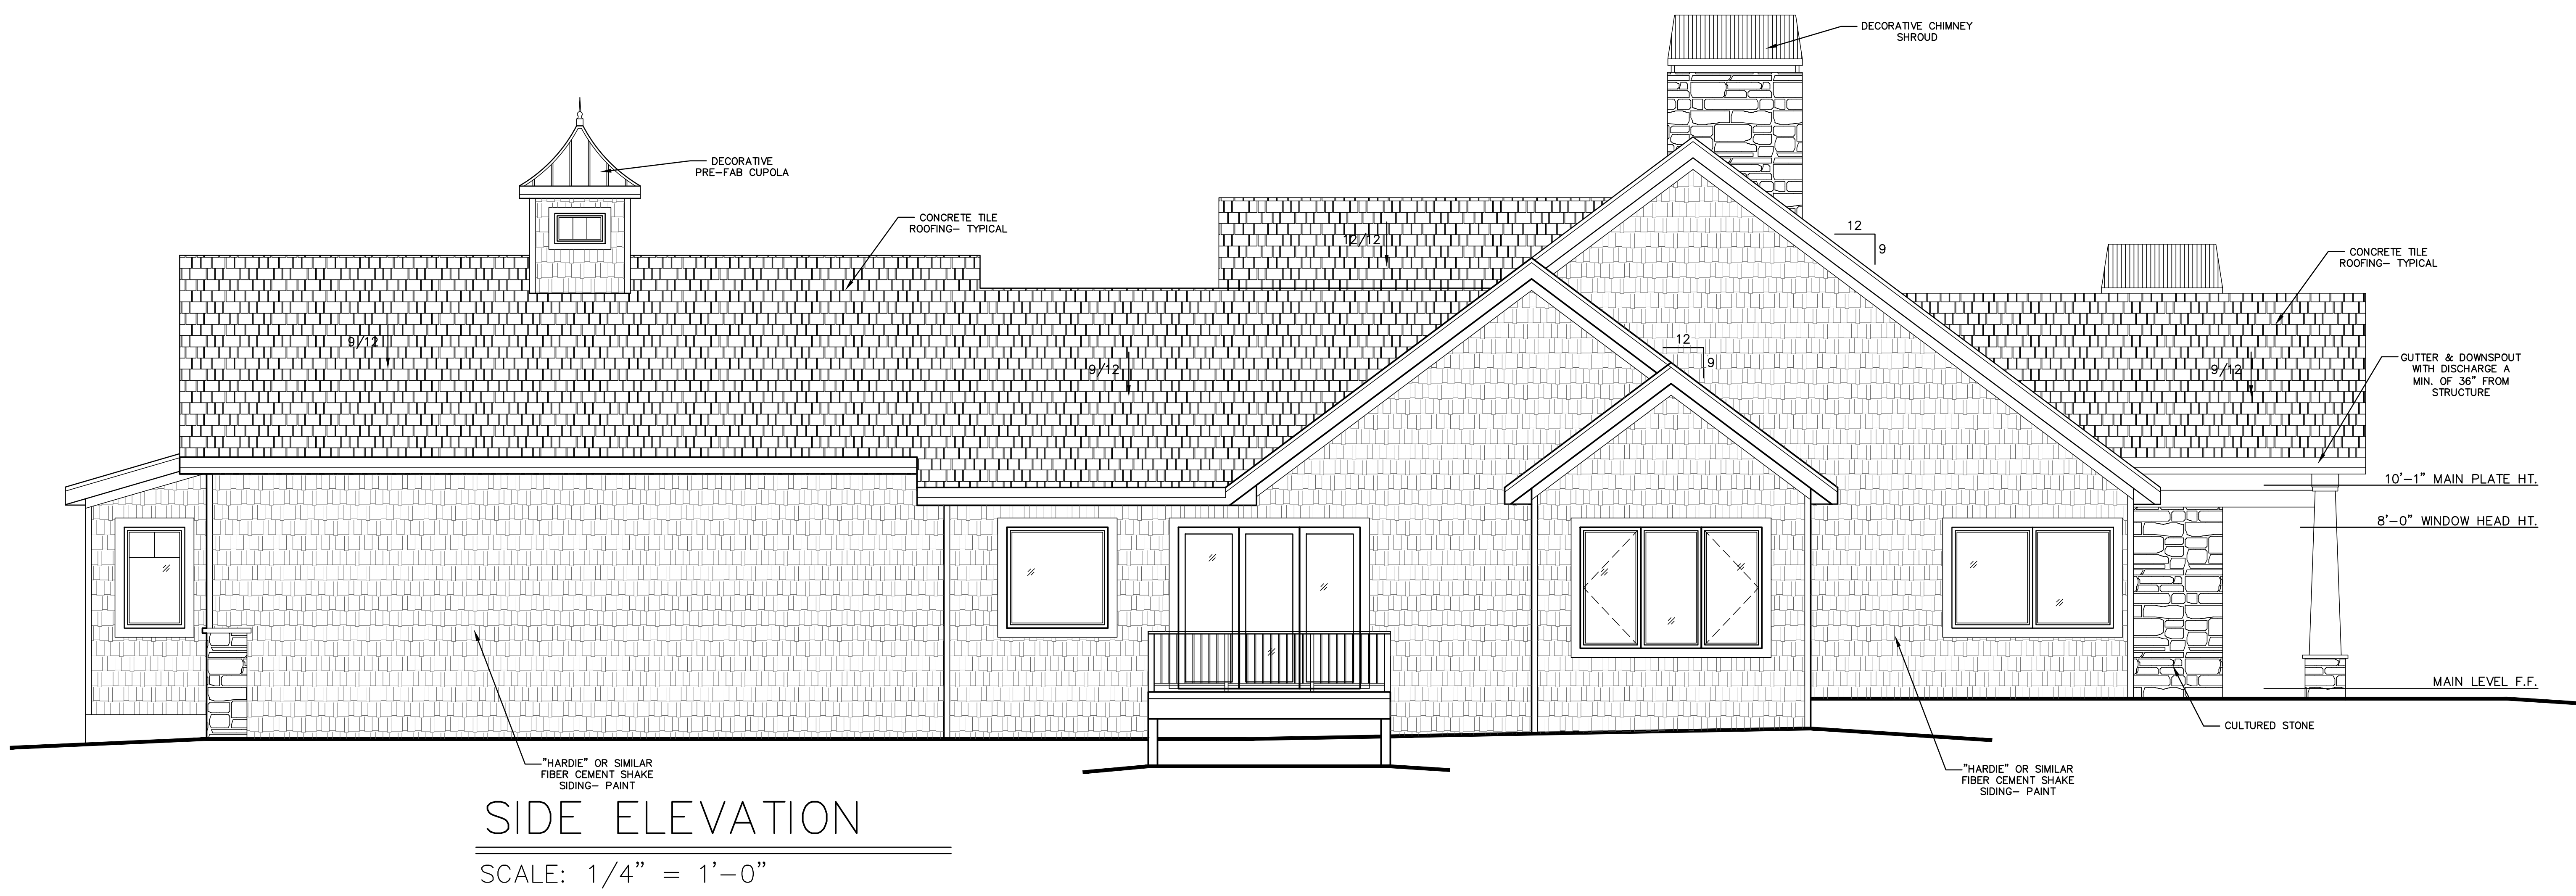 DECORATIVE CHIMNEY
SHROUD
DECORATIVE
PRE-FAB CUPOLA
CONCRETE TILE
ROOFING- TYPICAL
12/12
12
9
CONCRETE TILE
ROOFING- TYPICAL
9/12
9/12
12
9
9/12
GUTTER & DOWNSPOUT
WITH DISCHARGE A
MIN. OF 36" FROM
STRUCTURE
10'-1" MAIN PLATE HT.
8'-0" WINDOW HEAD HT.
MAIN LEVEL F.F.
CULTURED STONE
"HARDIE" OR SIMILAR
FIBER CEMENT SHAKE
SIDING- PAINT
"HARDIE" OR SIMILAR
FIBER CEMENT SHAKE
SIDING- PAINT
SIDE ELEVATION
SCALE: 1/4" = 1'-0"